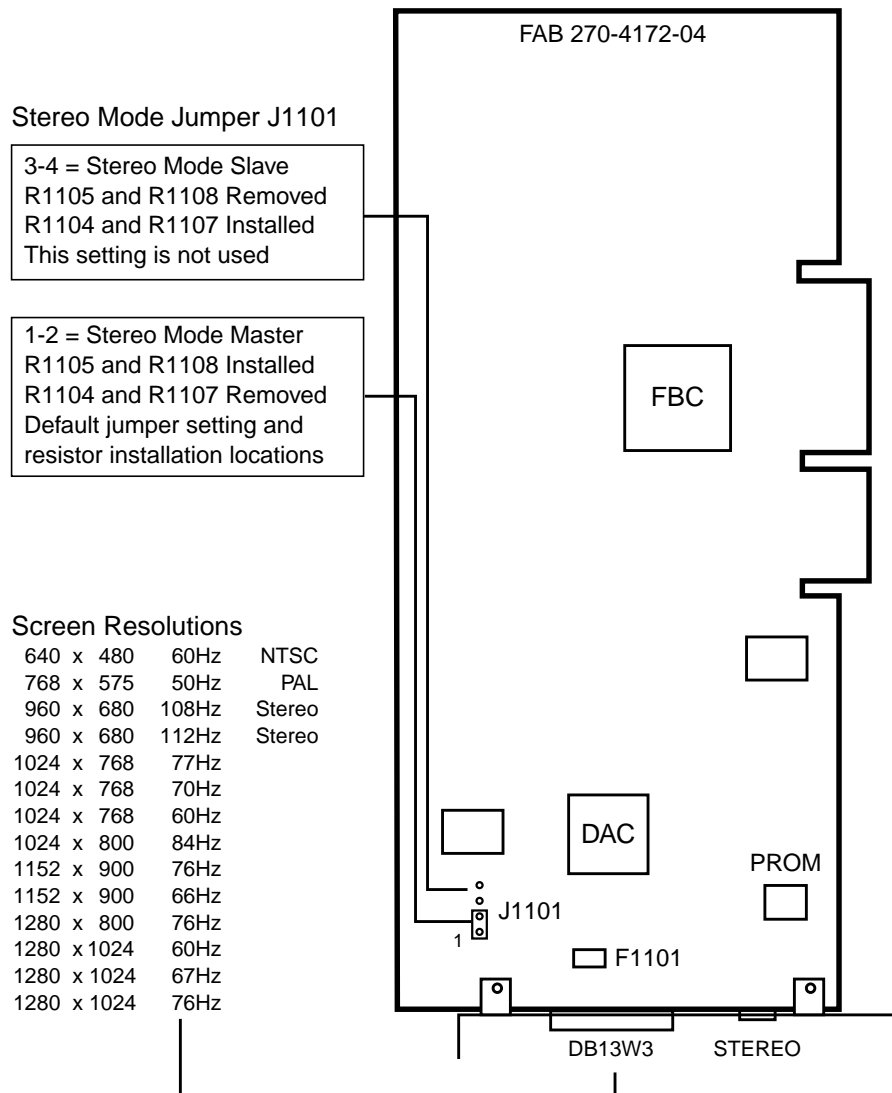 FAB 270-4172-04
Stereo Mode Jumper J1101
3-4 = Stereo Mode Slave
R1105 and R1108 Removed
R1104 and R1107 Installed
This setting is not used
1-2 = Stereo Mode Master
R1105 and R1108 Installed
R1104 and R1107 Removed
Default jumper setting and
resistor installation locations
FBC
Screen Resolutions
640 x 480 60Hz NTSC
768 x 575 50Hz PAL
960 x 680 108Hz Stereo
960 x 680 112Hz Stereo
1024 x 768 77Hz
1024 x 768 70Hz
1024 x 768 60Hz
1024 x 800 84Hz
1152 x 900 76Hz
1152 x 900 66Hz
1280 x 800 76Hz
1280 x 1024 60Hz
1280 x 1024 67Hz
1280 x 1024 76Hz
DAC
PROM
J1101
1
F1101
DB13W3 STEREO